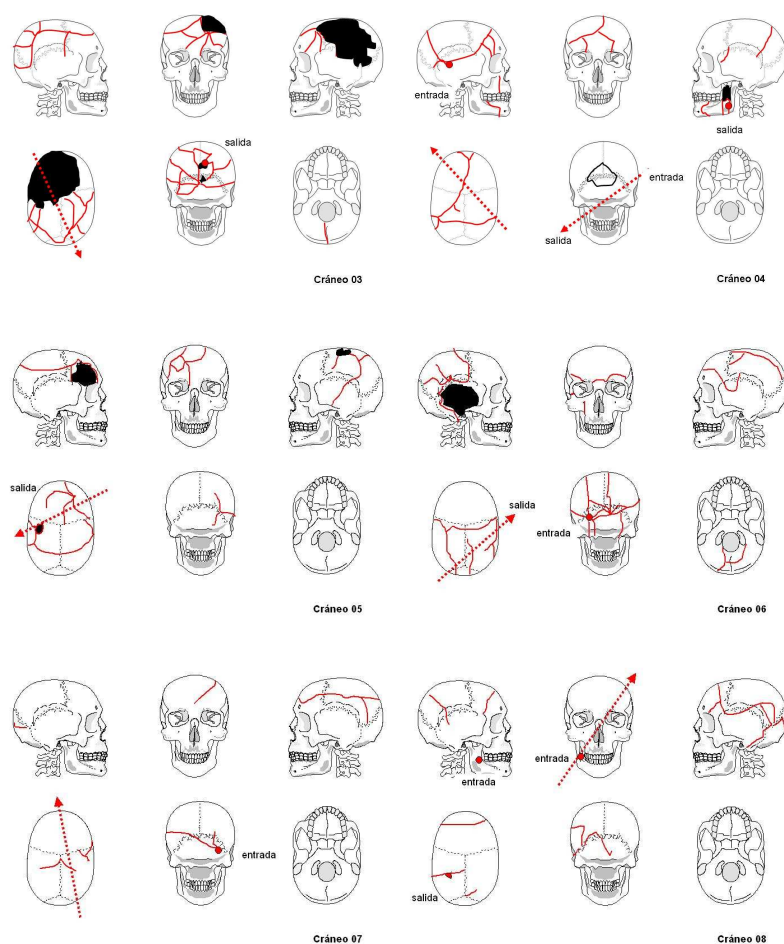 entrada
salida
salida
entrada
salida
Cráneo 03
Cráneo 04
salida
salida
entrada
Cráneo 05
Cráneo 06
entrada
entrada
entrada
salida
Cráneo 07
Cráneo 08